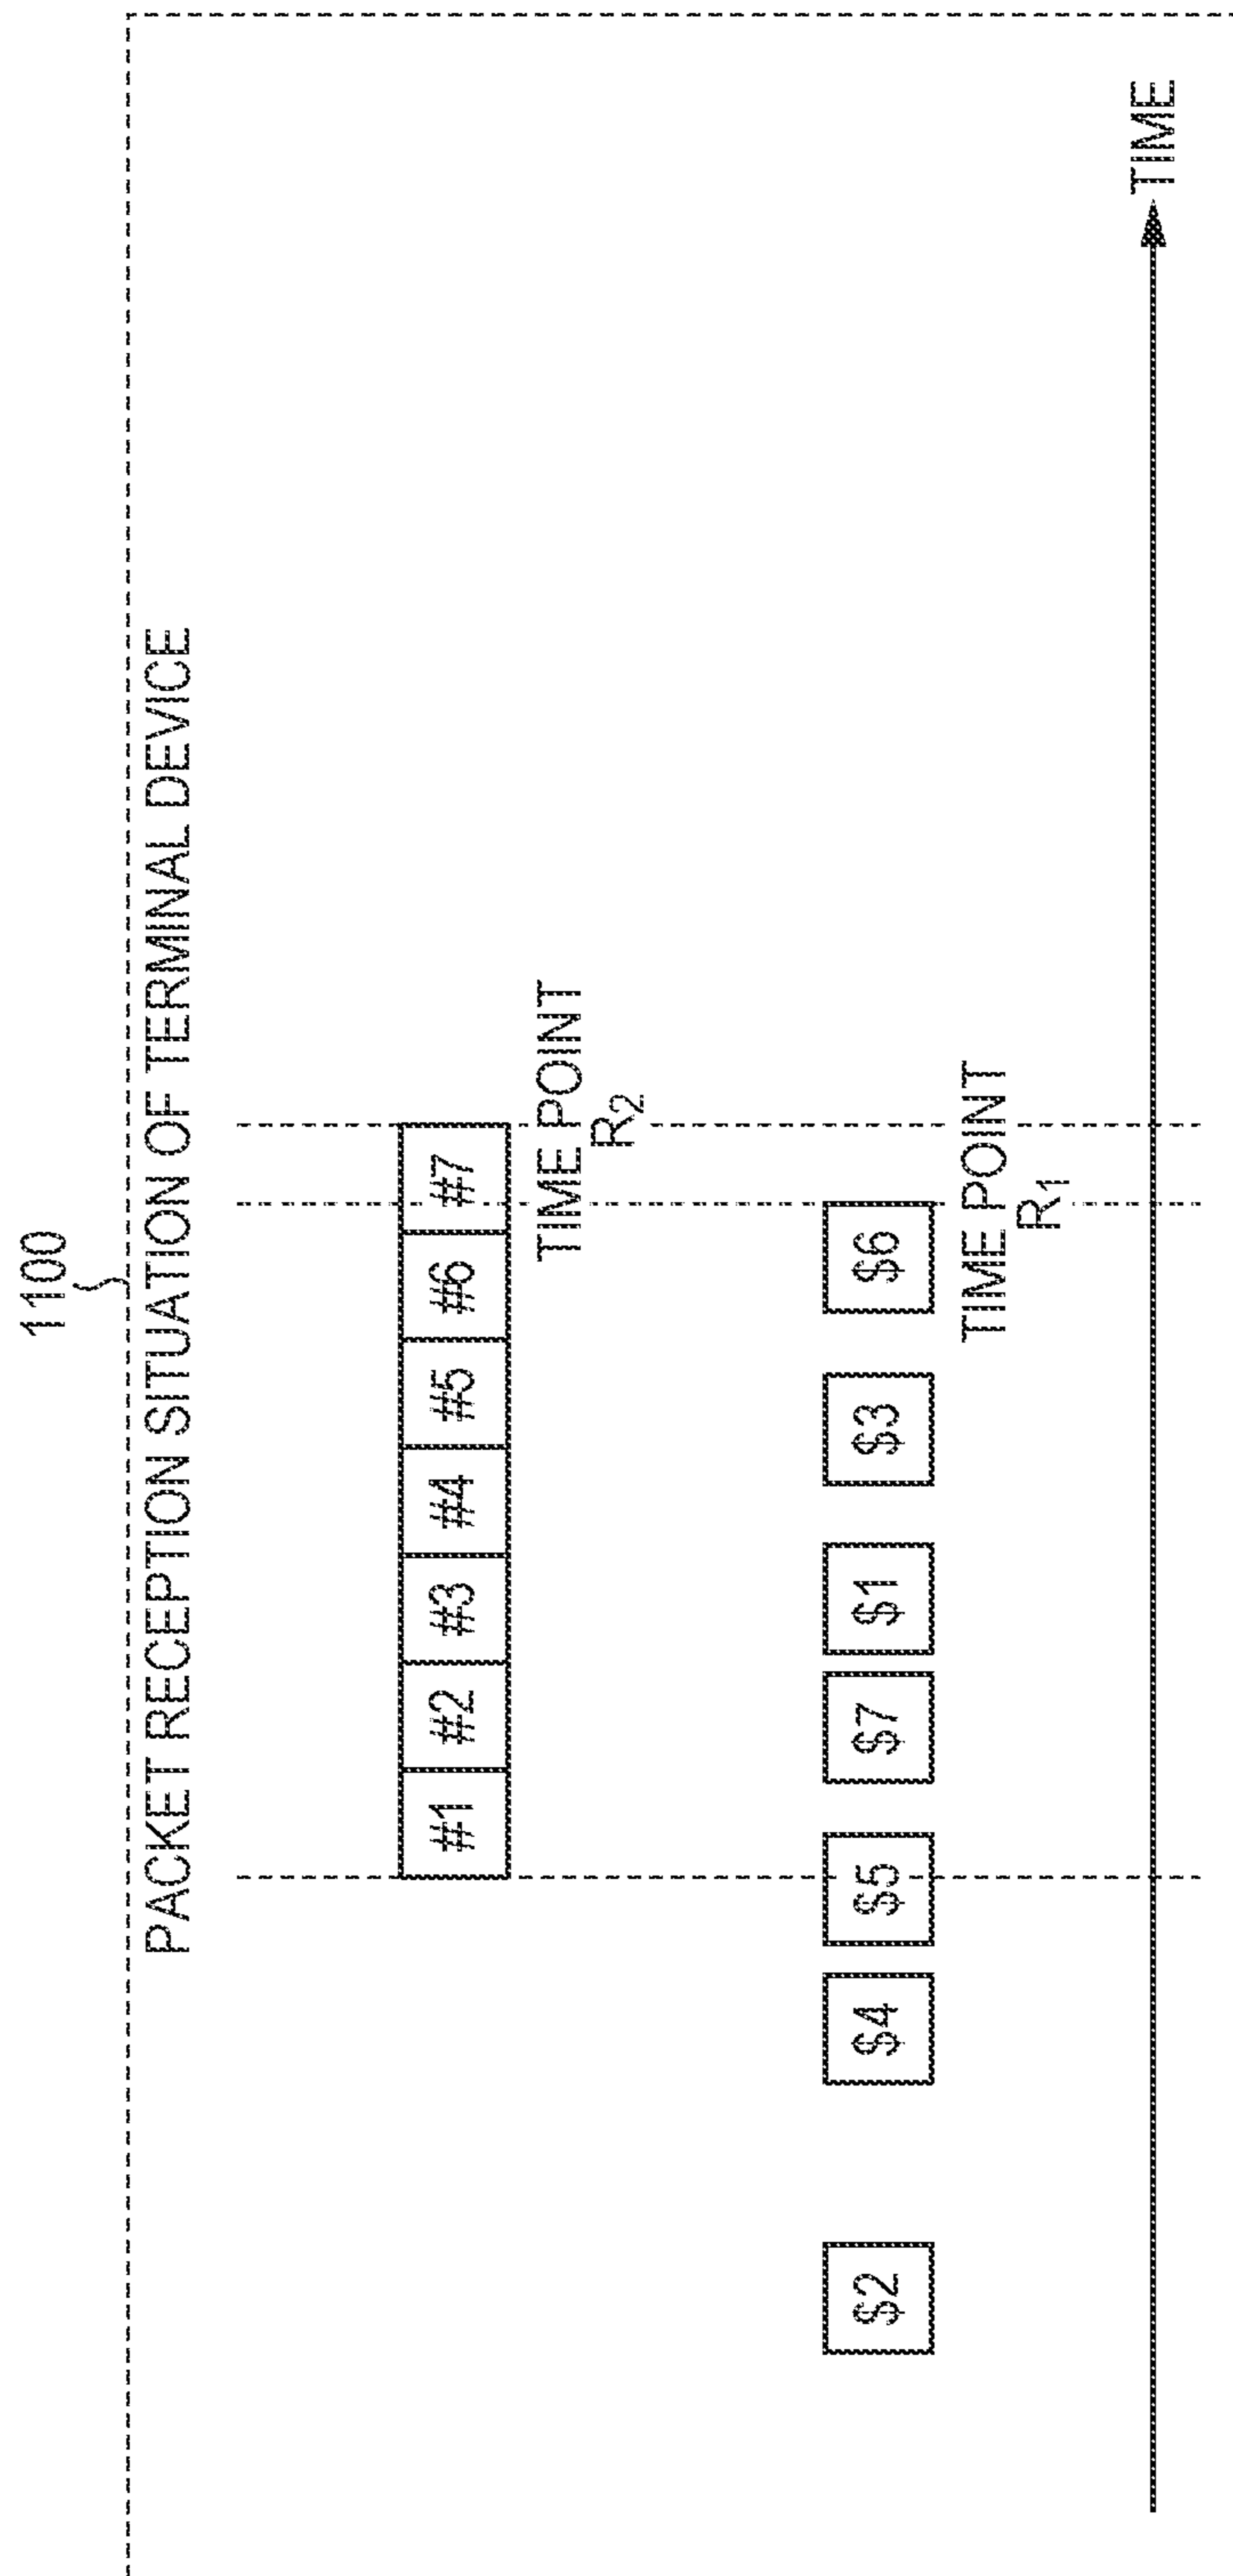 1100
PACKET RECEPTION SITUATION OF TERMINAL DEVICE
#1 #2 #3 #4 #5 #6 #7
TIME POINT
R2
$2 $4 $5 $7 $1 $3 $6
TIME POINT
R1
TIME